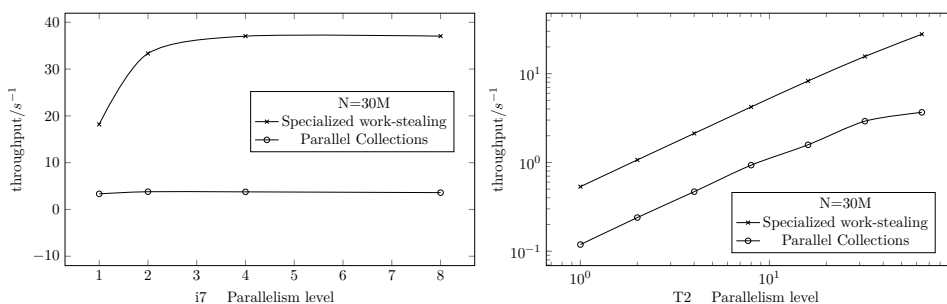 40
30
20
10
0
−10
throughput/s⁻¹
1 2 3 4 5 6 7 8
i7 Parallelism level
N=30M
Specialized work-stealing
Parallel Collections
10¹
10⁰
10⁻¹
throughput/s⁻¹
10⁰ 10¹
T2 Parallelism level
N=30M
Specialized work-stealing
Parallel Collections